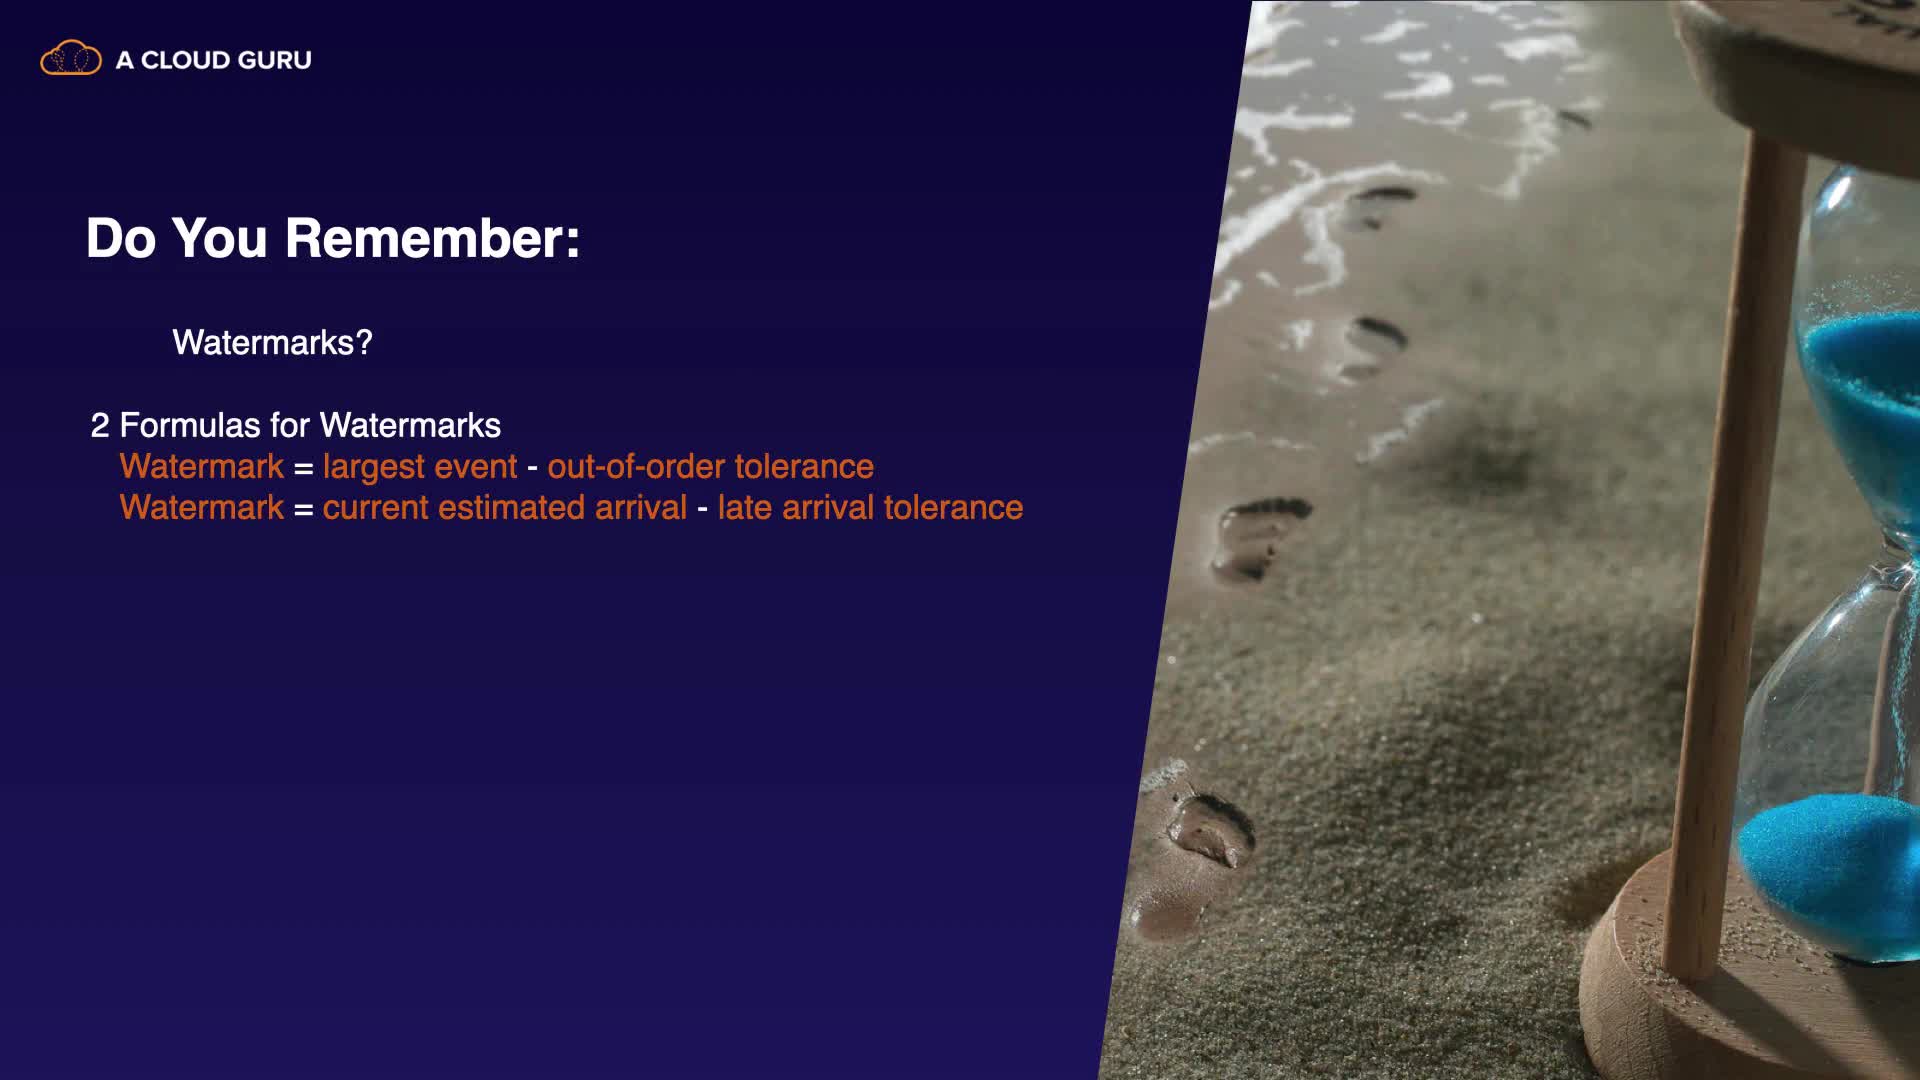 A CLOUD GURU
Do You Remember:
Watermarks?
2 Formulas for Watermarks
Watermark = largest event - out-of-order tolerance
Watermark = current estimated arrival - late arrival tolerance